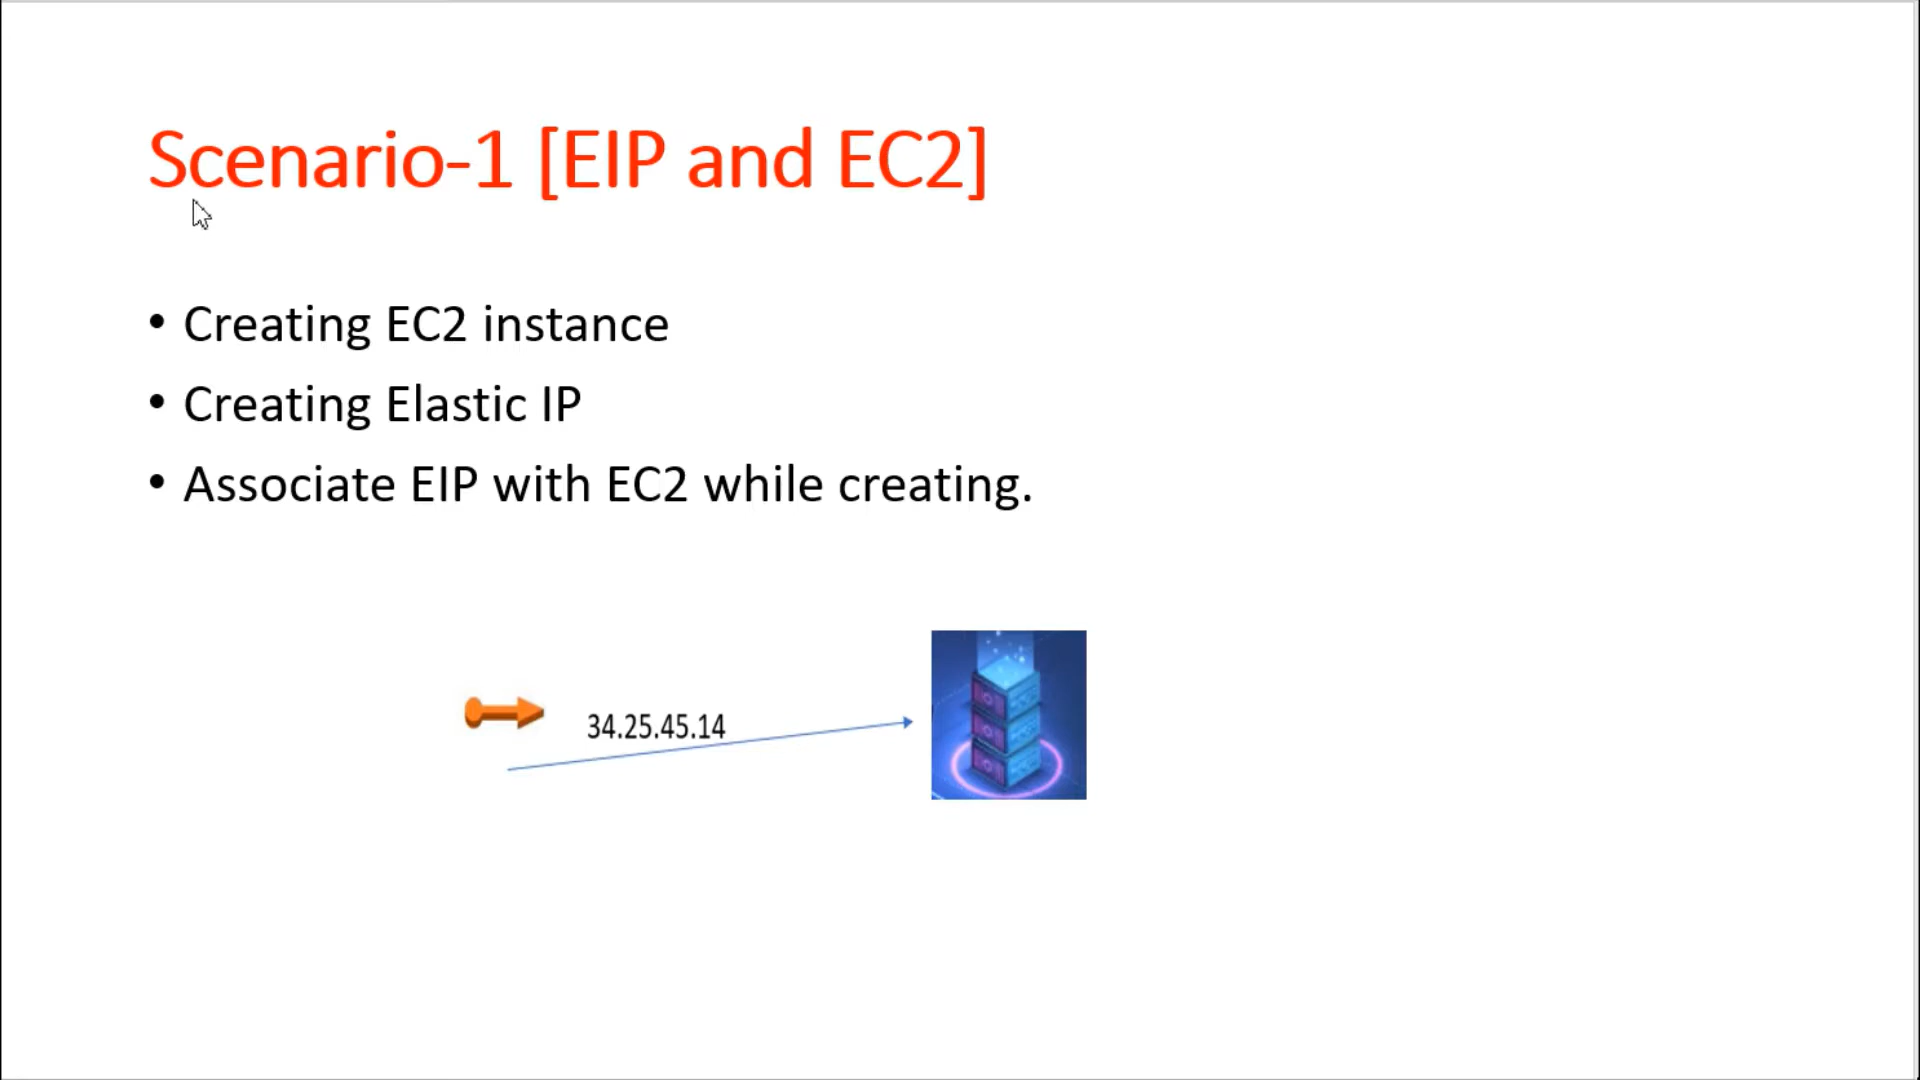 Scenario-1 [EIP and EC2]
• Creating EC2 instance
• Creating Elastic IP
• Associate EIP with EC2 while creating.
34.25.45.14